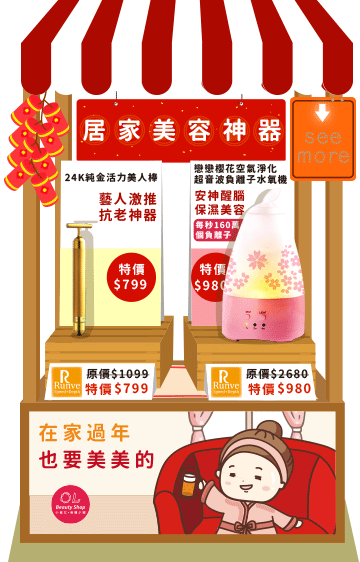 居家美容神器
see
more
24K純金活力美人棒
藝人激推
抗老神器
特價
$799
戀戀櫻花空氣淨化
超音波負離子水氧機
安神醒腦
保濕美容
每秒160萬
個負離子
特價
$980
Runve
原價$1099
特價$799
Runve
原價$2680
特價$980
在家過年
也要美美的
OL
Beauty Shop